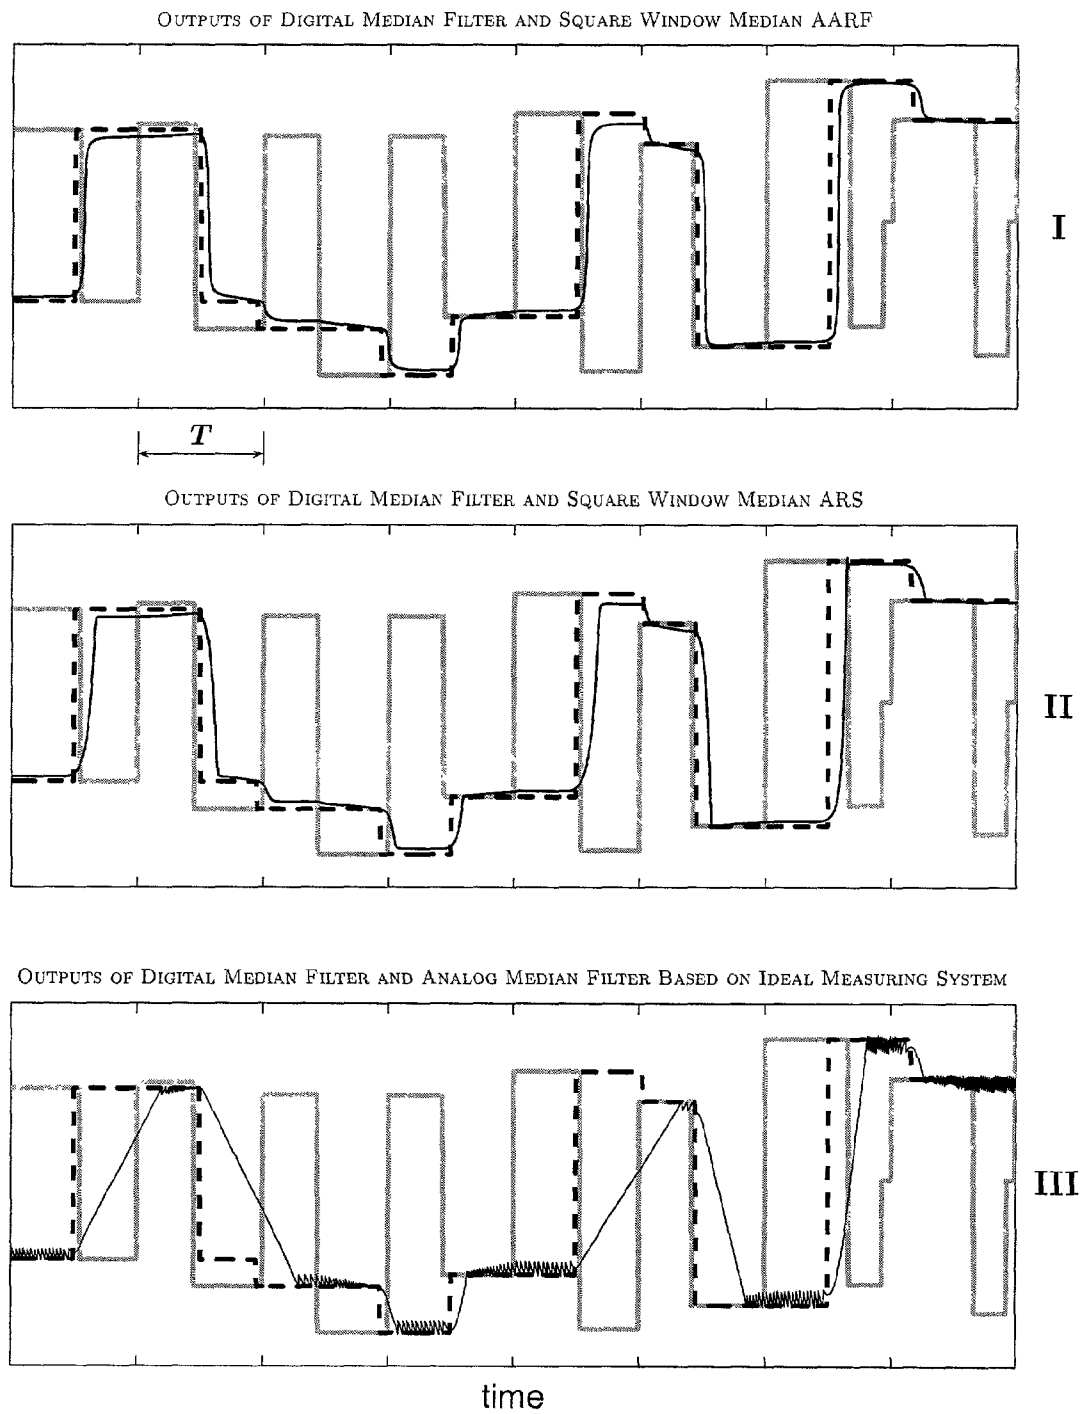 OUTPUTS OF DIGITAL MEDIAN FILTER AND SQUARE WINDOW MEDIAN AARF
I
T
OUTPUTS OF DIGITAL MEDIAN FILTER AND SQUARE WINDOW MEDIAN ARS
II
OUTPUTS OF DIGITAL MEDIAN FILTER AND ANALOG MEDIAN FILTER BASED ON IDEAL MEASURING SYSTEM
III
time